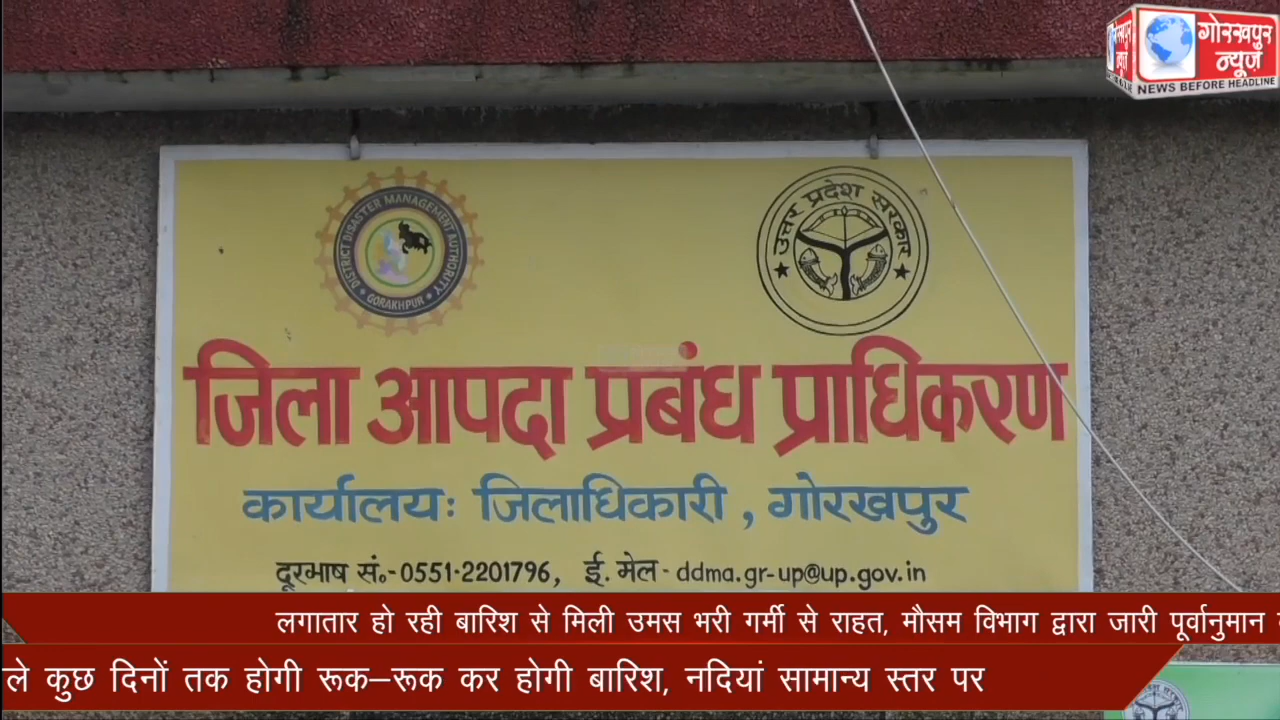 गोरखपुर
न्यूज़
NEWS BEFORE HEADLINE
DISTRICT DISASTER MANAGEMENT AUTHORITY
GORAKHPUR
उत्तर प्रदेश सरकार
जिला आपदा प्रबंध प्राधिकरण
कार्यालयः जिलाधिकारी, गोरखपुर
दूरभाष सं॰-0551-2201796, ई. मेल - ddma.gr-up@up.gov.in
लगातार हो रही बारिश से मिली उमस भरी गर्मी से राहत, मौसम विभाग द्वारा जारी पूर्वानुमान
ले कुछ दिनों तक होगी रूक–रूक कर होगी बारिश, नदियां सामान्य स्तर पर